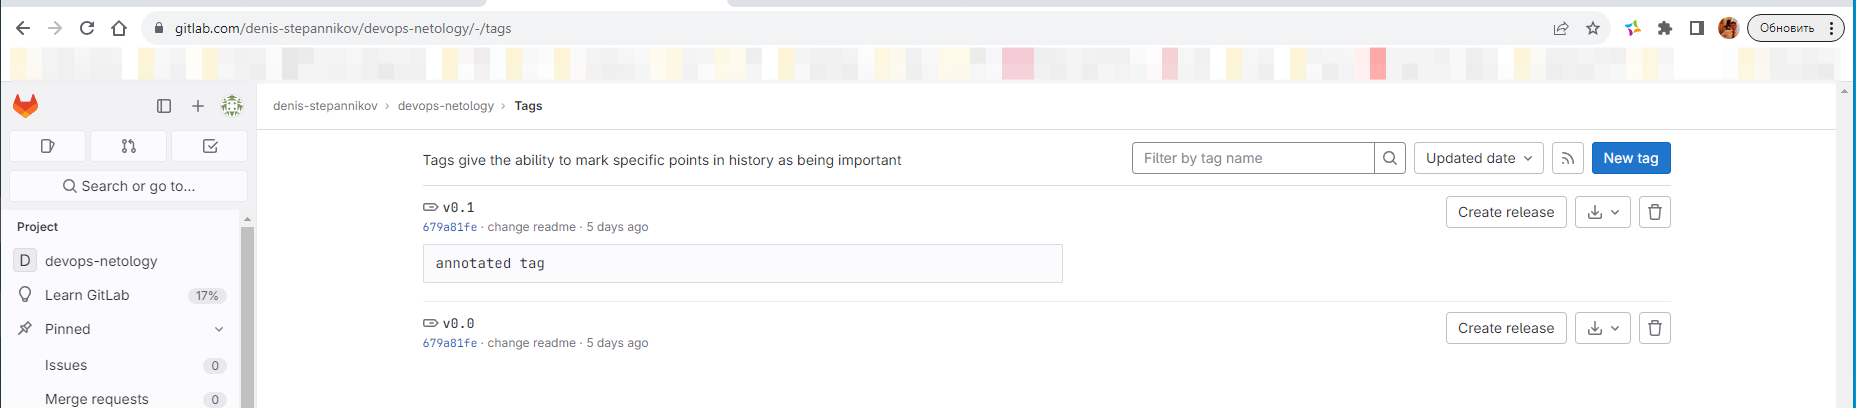 gitlab.com/denis-stepannikov/devops-netology/-/tags
Обновить
denis-stepannikov › devops-netology › Tags
Search or go to...
Project
D devops-netology
Learn GitLab 17%
Pinned
Issues 0
Merge requests 0
Tags give the ability to mark specific points in history as being important
Filter by tag name
Updated date
New tag
v0.1
679a81fe · change readme · 5 days ago
annotated tag
Create release
v0.0
679a81fe · change readme · 5 days ago
Create release